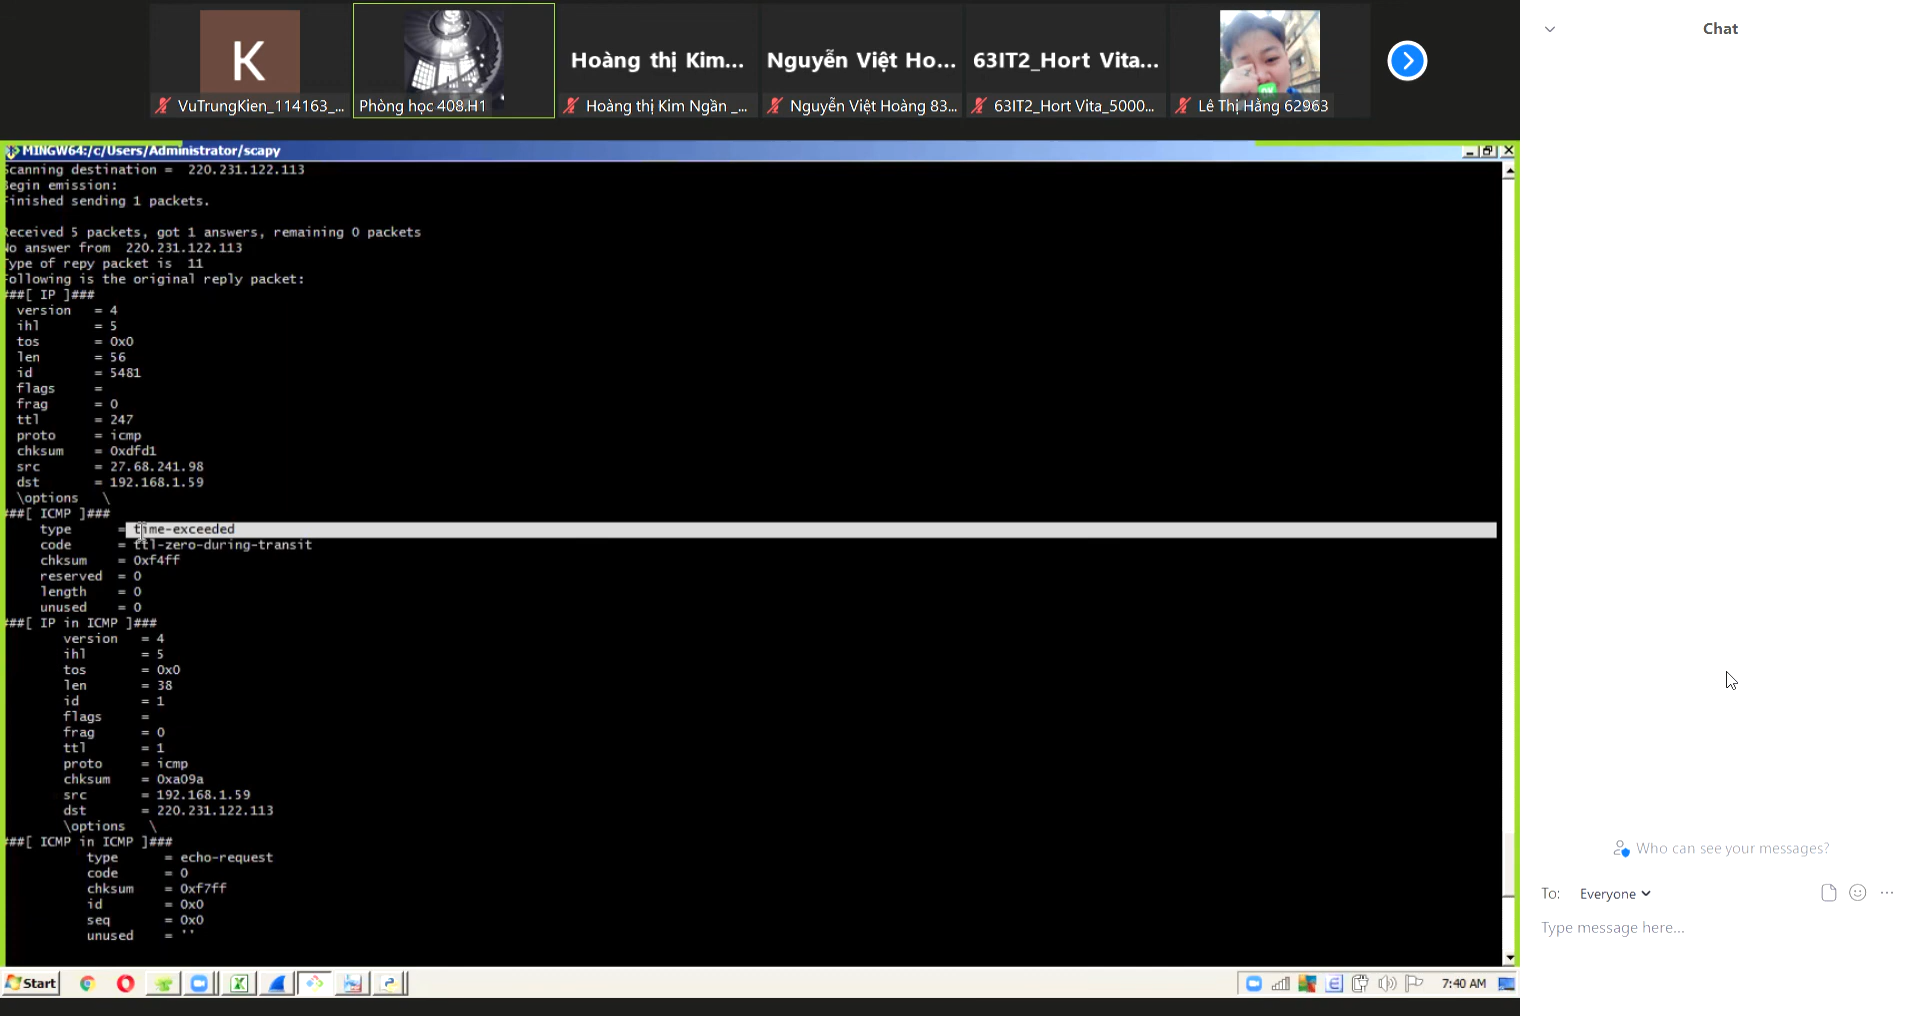 K
Hoàng thị Kim...
Nguyễn Việt Ho...
63IT2_Hort Vita...
VuTrungKien_114163_...
Phòng học 408.H1
Hoàng thị Kim Ngần _...
Nguyễn Việt Hoàng 83...
63IT2_Hort Vita_5000...
Lê Thị Hằng 62963
Chat
MINGW64:/c/Users/Administrator/scapy
Scanning destination =  220.231.122.113
Begin emission:
Finished sending 1 packets.
Received 5 packets, got 1 answers, remaining 0 packets
No answer from  220.231.122.113
Type of repy packet is  11
Following is the original reply packet:
###[ IP ]###
version   = 4
ihl       = 5
tos       = 0x0
len       = 56
id        = 5481
flags     =
frag      = 0
ttl       = 247
proto     = icmp
chksum    = 0xdfd1
src       = 27.68.241.98
dst       = 192.168.1.59
\options   \
###[ ICMP ]###
type      = time-exceeded
code      = ttl-zero-during-transit
chksum    = 0xf4ff
reserved  = 0
length    = 0
unused    = 0
###[ IP in ICMP ]###
version   = 4
ihl       = 5
tos       = 0x0
len       = 38
id        = 1
flags     =
frag      = 0
ttl       = 1
proto     = icmp
chksum    = 0xa09a
src       = 192.168.1.59
dst       = 220.231.122.113
\options   \
###[ ICMP in ICMP ]###
type      = echo-request
code      = 0
chksum    = 0xf7ff
id        = 0x0
seq       = 0x0
unused    = ''
Who can see your messages?
To: Everyone
Type message here...
Start
7:40 AM